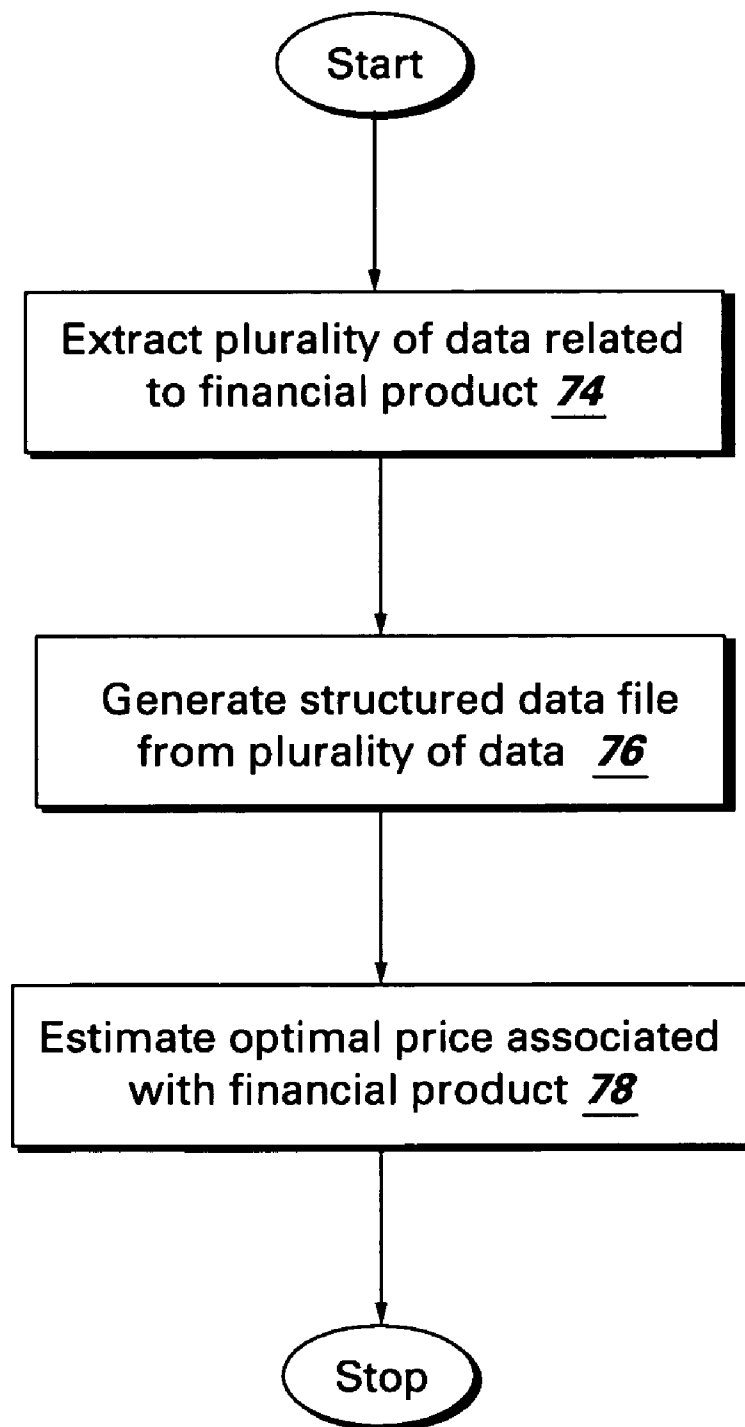 Start
Extract plurality of data related
to financial product 74
Generate structured data file
from plurality of data 76
Estimate optimal price associated
with financial product 78
Stop